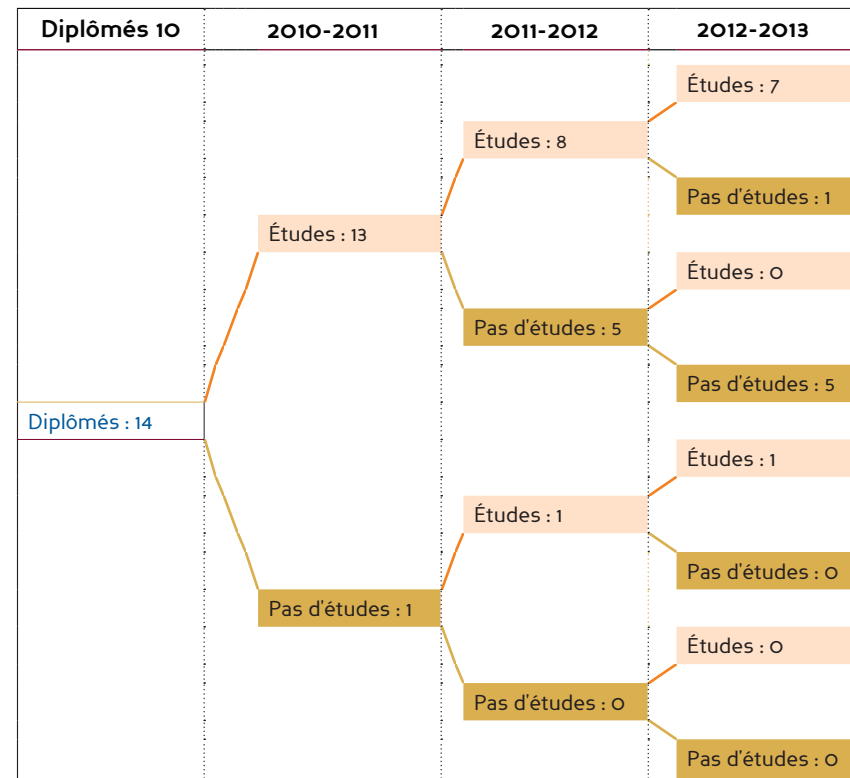 Diplômés 10 2010-2011 2011-2012 2012-2013
Études : 7
Études : 8
Pas d'études : 1
Études : 13
Études : 0
Pas d'études : 5
Pas d'études : 5
Diplômés : 14
Études : 1
Études : 1
Pas d'études : 0
Pas d'études : 1
Études : 0
Pas d'études : 0
Pas d'études : 0